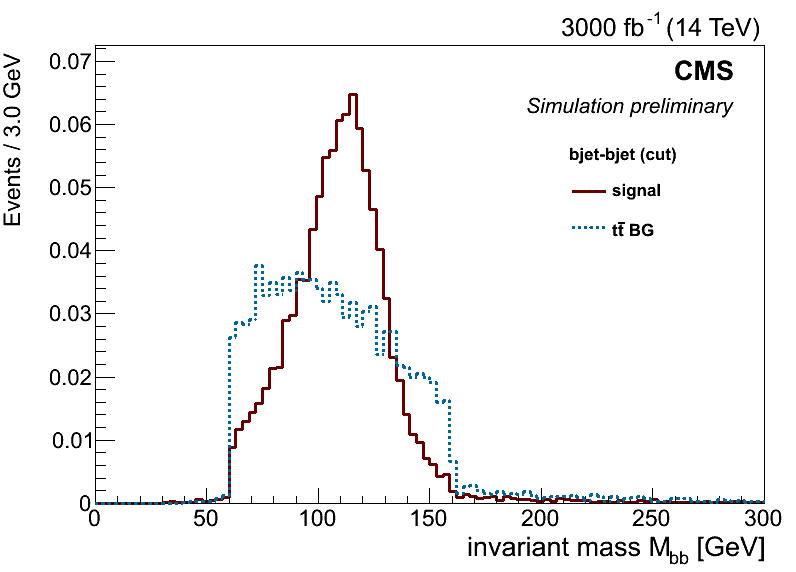 3000 fb-1 (14 TeV)
CMS
Simulation preliminary
bjet-bjet (cut)
signal
tt̄ BG
Events / 3.0 GeV
0.07
0.06
0.05
0.04
0.03
0.02
0.01
0
0 50 100 150 200 250 300
invariant mass Mbb [GeV]